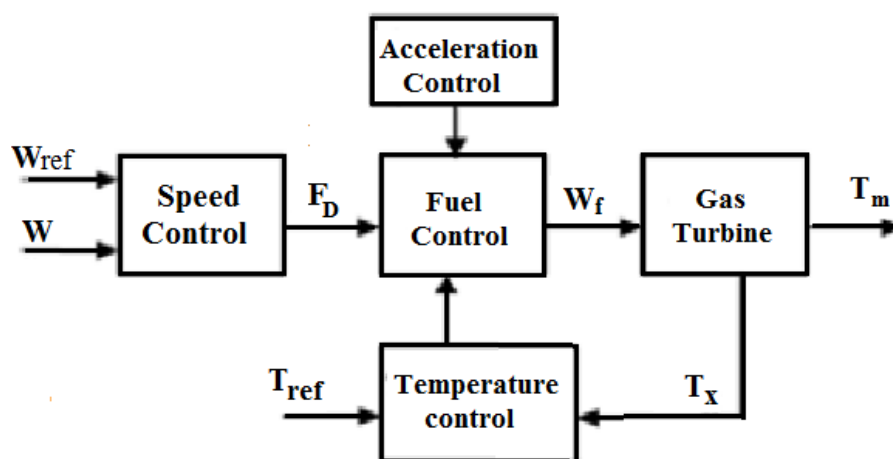 Acceleration
Control
Wref
W
Speed
Control
FD
Fuel
Control
Wf
Gas
Turbine
Tm
Tref
Temperature
control
TX